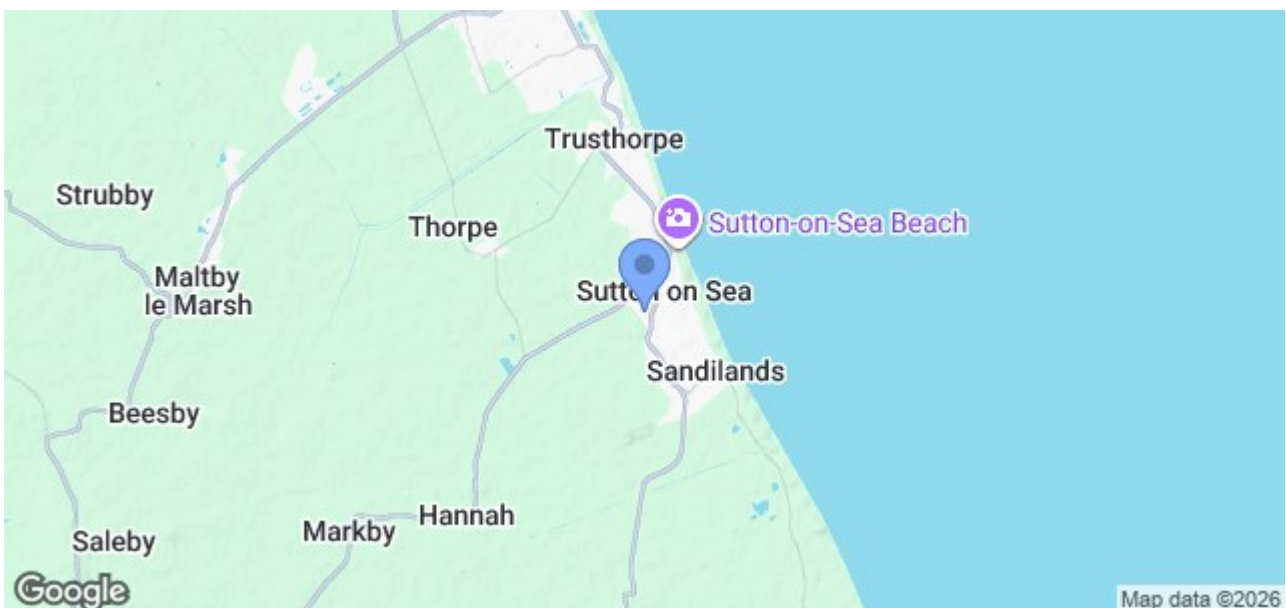 Trusthorpe
Strubby
Thorpe
Sutton-on-Sea Beach
Maltby
le Marsh
Sutton on Sea
Sandilands
Beesby
Hannah
Markby
Saleby
Google
Map data ©2026